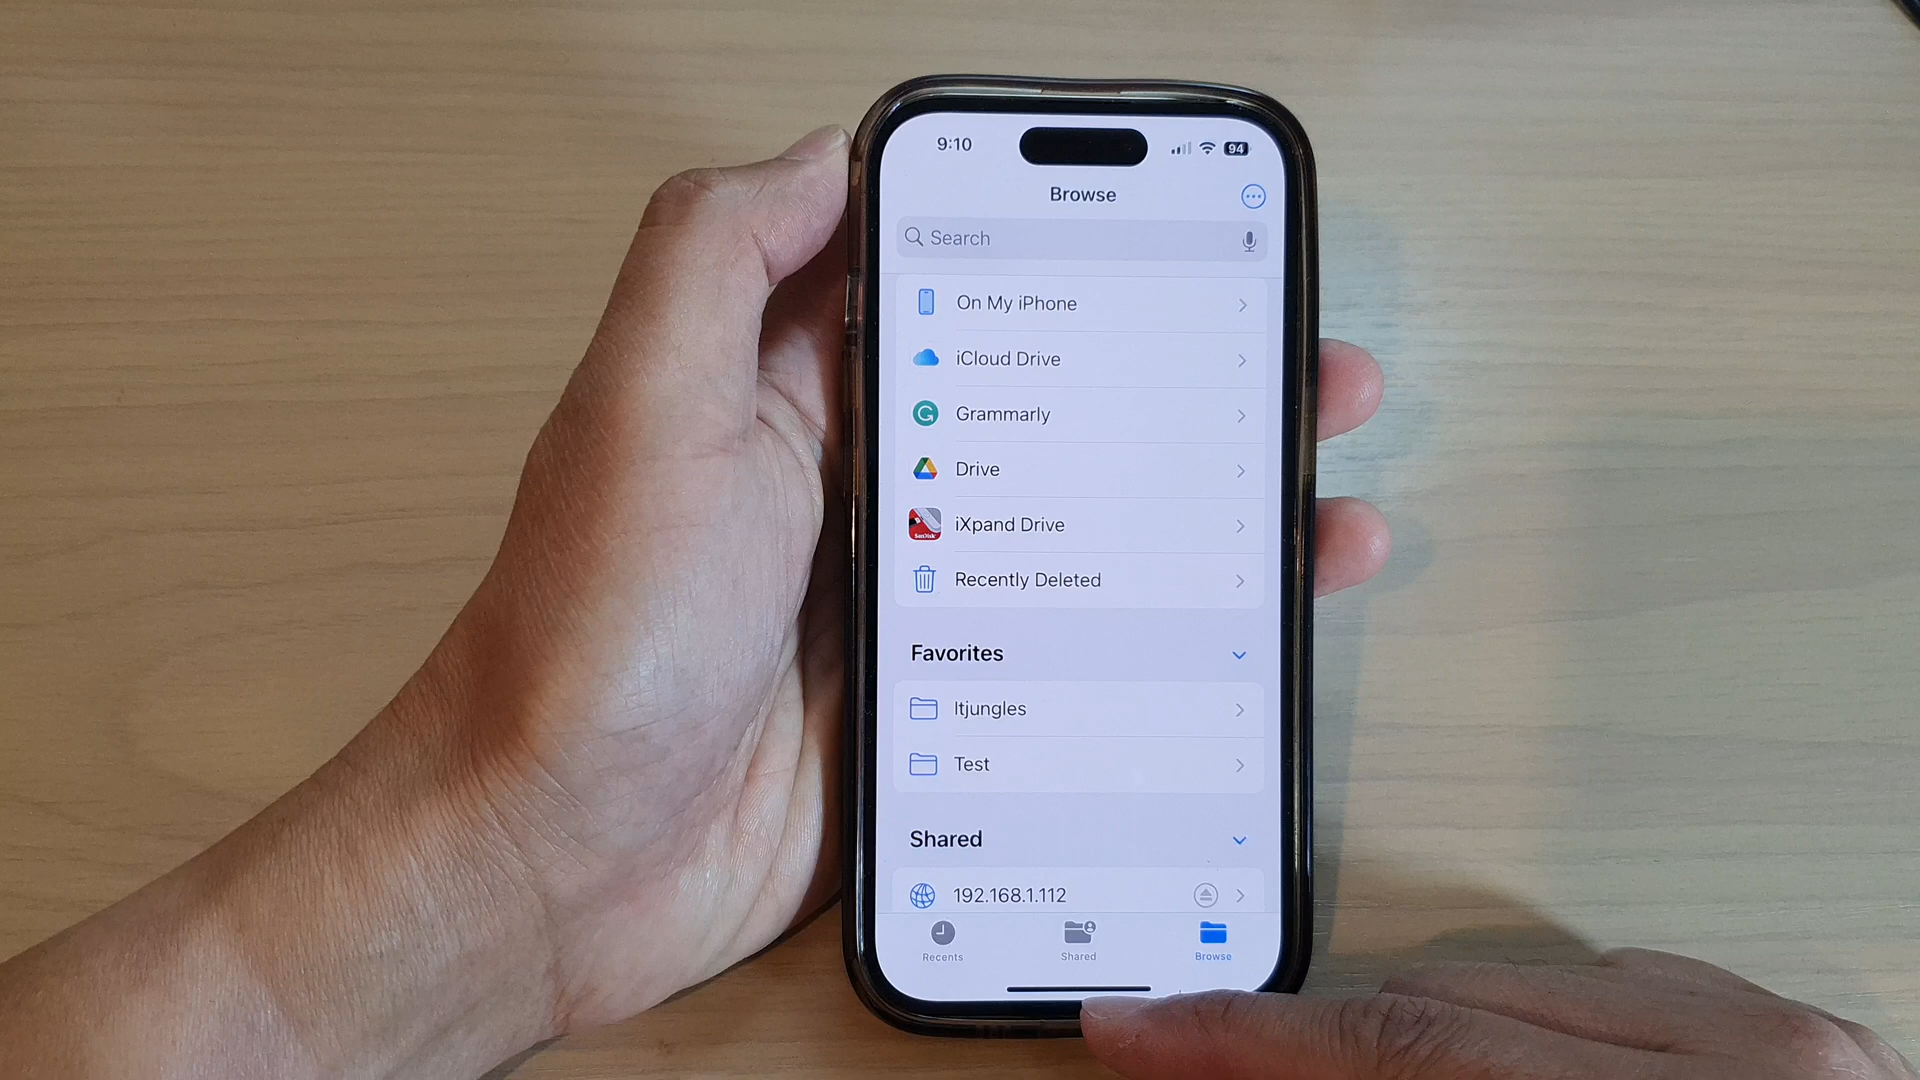 9:10
94
Browse
Search
On My iPhone
iCloud Drive
Grammarly
Drive
iXpand Drive
SanDisk
Recently Deleted
Favorites
Itjungles
Test
Shared
192.168.1.112
Recents
Shared
Browse